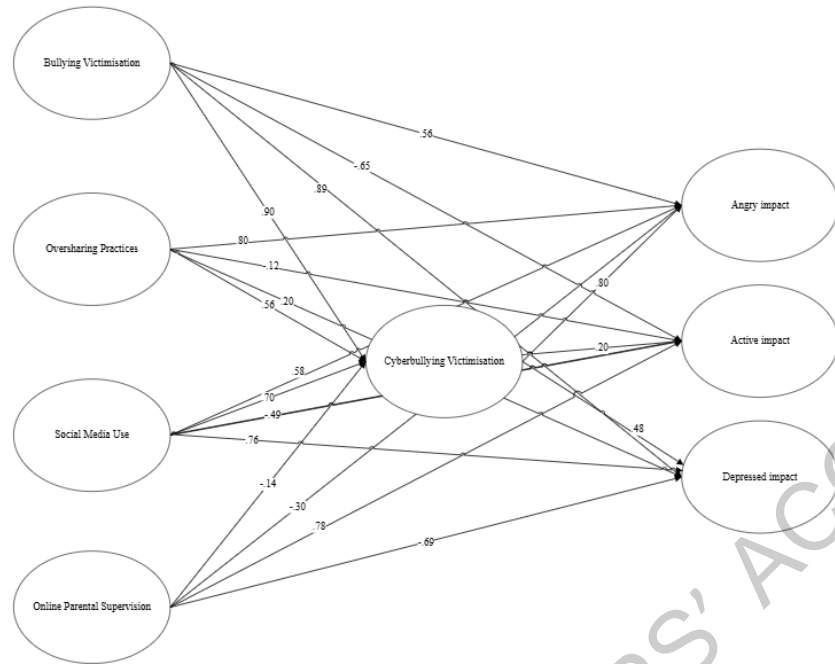 Bullying Victimisation
.56
-.65
.89
Angry impact
.90
Oversharing Practices
.80
-.12
.80
.20
.56
Active impact
.20
Cyberbullying Victimisation
.58
.70
-.49
Social Media Use
.76
.48
Depressed impact
-.14
-.30
.78
-.69
Online Parental Supervision